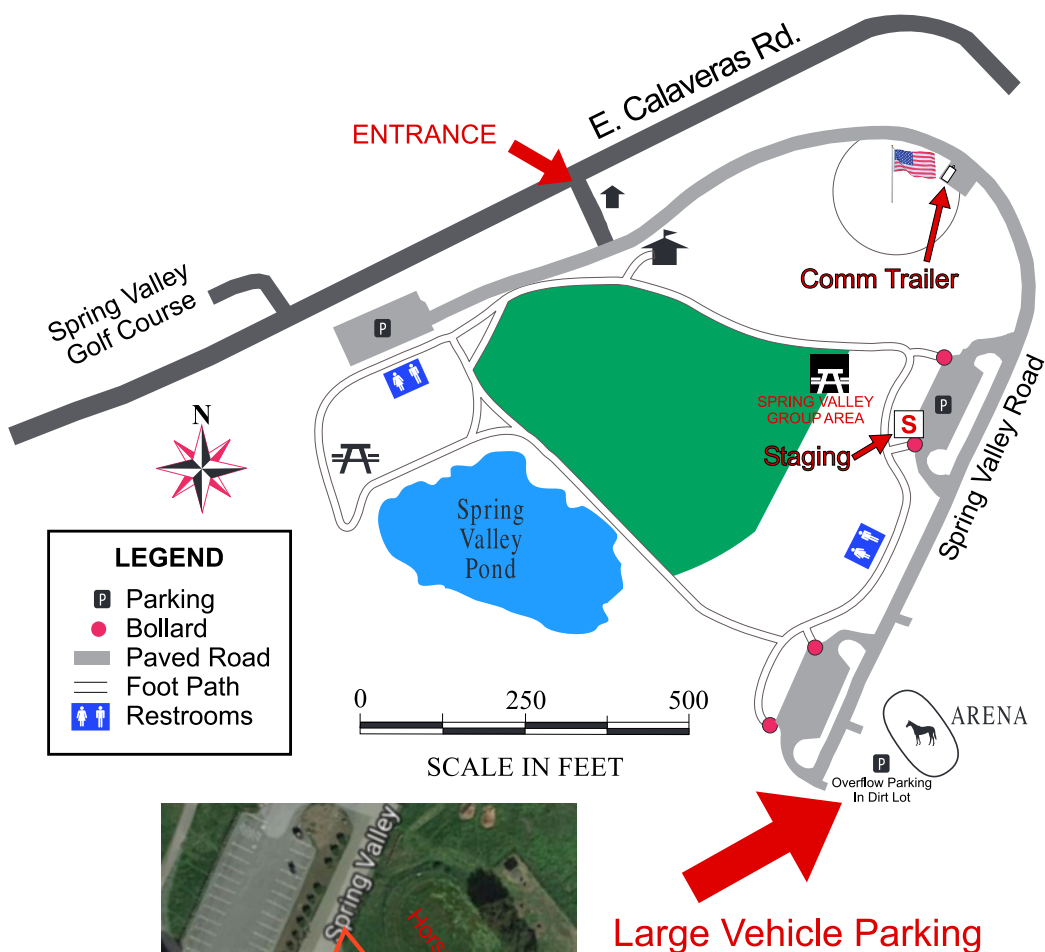 E. Calaveras Rd.
ENTRANCE
Comm Trailer
Spring Valley
Golf Course
P
SPRING VALLEY
GROUP AREA
P
S
Staging
Spring Valley Road
N
Spring
Valley
Pond
LEGEND
P Parking
Bollard
Paved Road
Foot Path
Restrooms
0 250 500
SCALE IN FEET
ARENA
P
Overflow Parking
In Dirt Lot
Spring Valley
Large Vehicle Parking